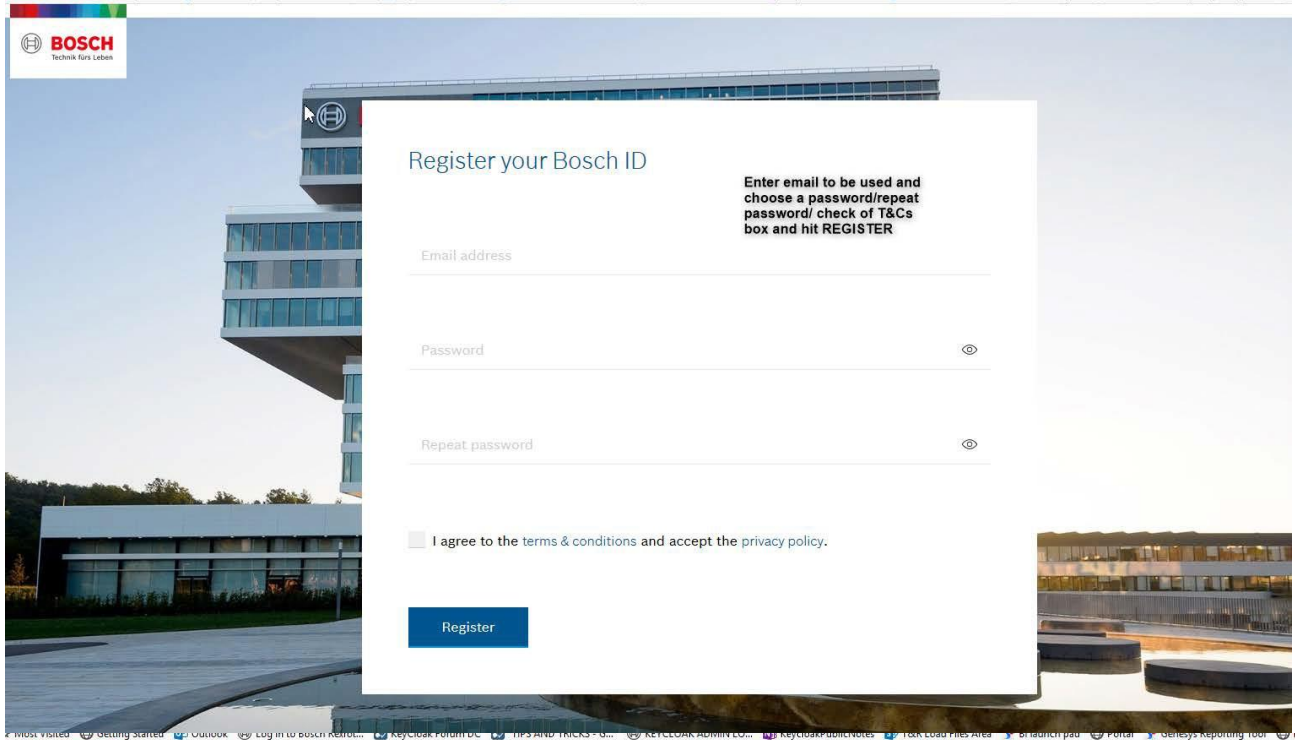 BOSCH
Technik fürs Leben
Register your Bosch ID
Enter email to be used and
choose a password/repeat
password/ check of T&Cs
box and hit REGISTER
Email address
Password
Repeat password
I agree to the terms & conditions and accept the privacy policy.
Register
Most Visited Getting Started Outlook Log in to Bosch Rexrot... KeyCloak Forum DC TIPS AND TRICKS - G... KEYCLOAK ADMIN LO... KeycloakPublicNotes T&R Load Files Area BI launch pad Portal Genesys Reporting Tool